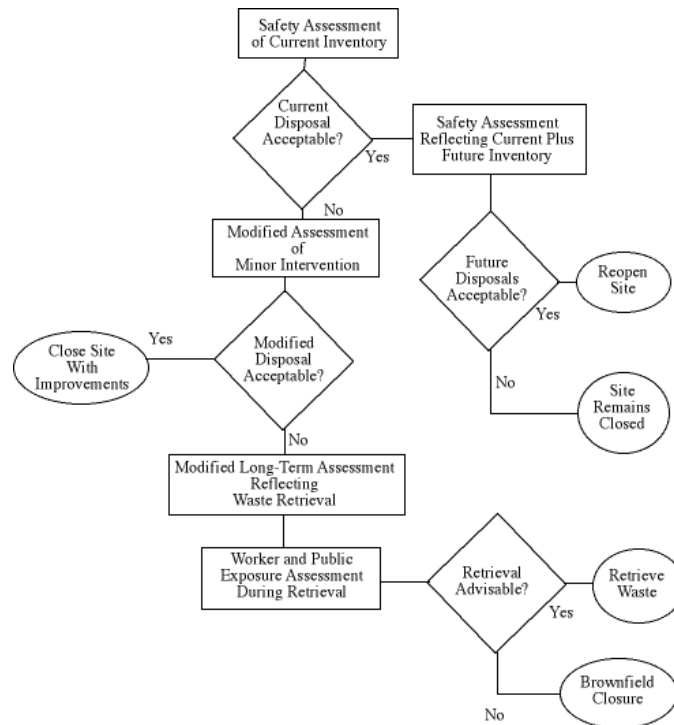 Safety Assessment
of Current Inventory
Current
Disposal
Acceptable?
Yes
No
Safety Assessment
Reflecting Current Plus
Future Inventory
Future
Disposals
Acceptable?
Yes
No
Reopen
Site
Site
Remains
Closed
Modified Assessment
of
Minor Intervention
Modified
Disposal
Acceptable?
Yes
No
Close Site
With
Improvements
Modified Long-Term Assessment
Reflecting
Waste Retrieval
Worker and Public
Exposure Assessment
During Retrieval
Retrieval
Advisable?
Yes
No
Retrieve
Waste
Brownfield
Closure